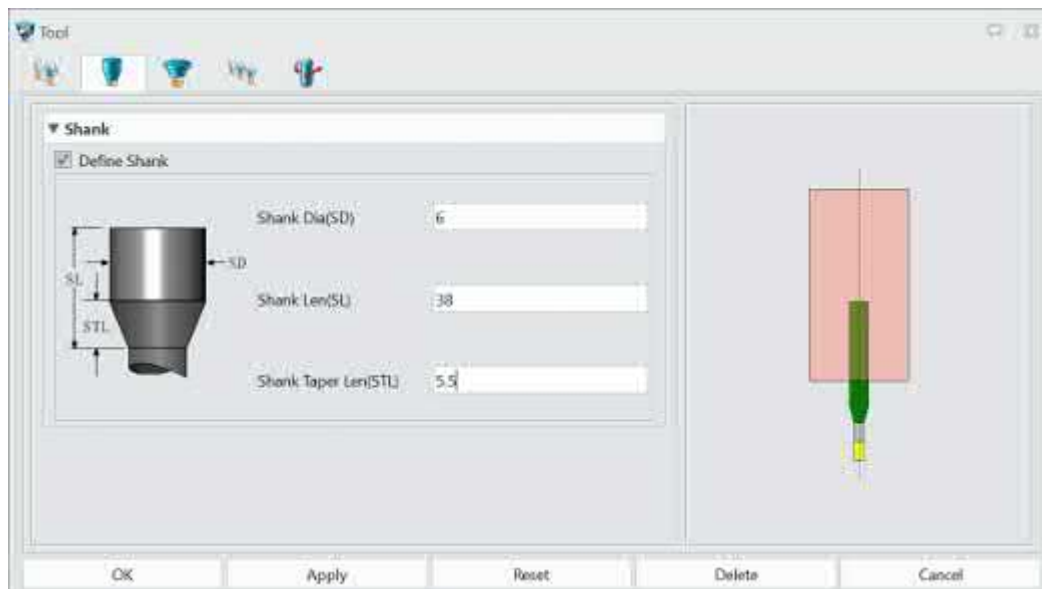 Tool
Shank
Define Shank
Shank Dia(SD)
6
SD
SL
Shank Len(SL)
38
STL
Shank Taper Len(STL)
5.5
OK
Apply
Reset
Delete
Cancel